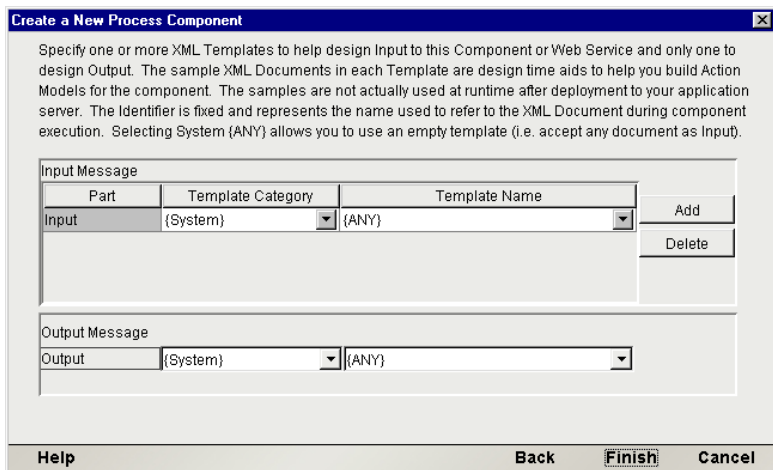 Create a New Process Component
Specify one or more XML Templates to help design Input to this Component or Web Service and only one to
design Output. The sample XML Documents in each Template are design time aids to help you build Action
Models for the component. The samples are not actually used at runtime after deployment to your application
server. The Identifier is fixed and represents the name used to refer to the XML Document during component
execution. Selecting System {ANY} allows you to use an empty template (i.e. accept any document as Input).
Input Message
Part Template Category Template Name
Add
Input {System} {ANY}
Delete
Output Message
Output {System} {ANY}
Help Back Finish Cancel